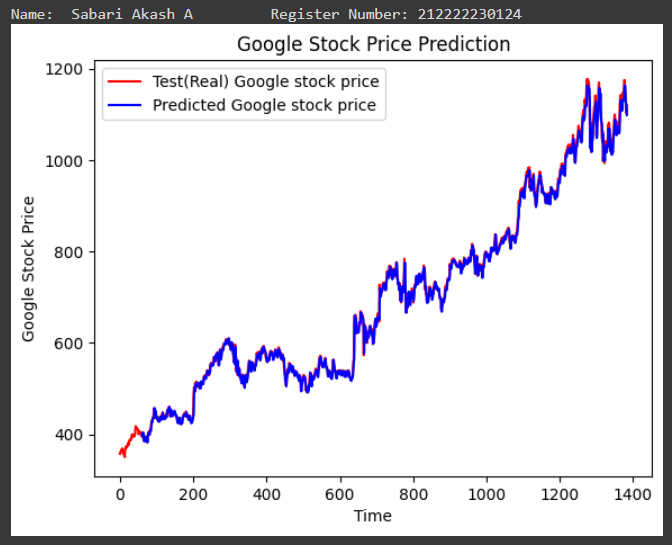 Name:  Sabari Akash A         Register Number: 212222230124
Google Stock Price Prediction
Test(Real) Google stock price
Predicted Google stock price
Google Stock Price
1200
1000
800
600
400
0 200 400 600 800 1000 1200 1400
Time